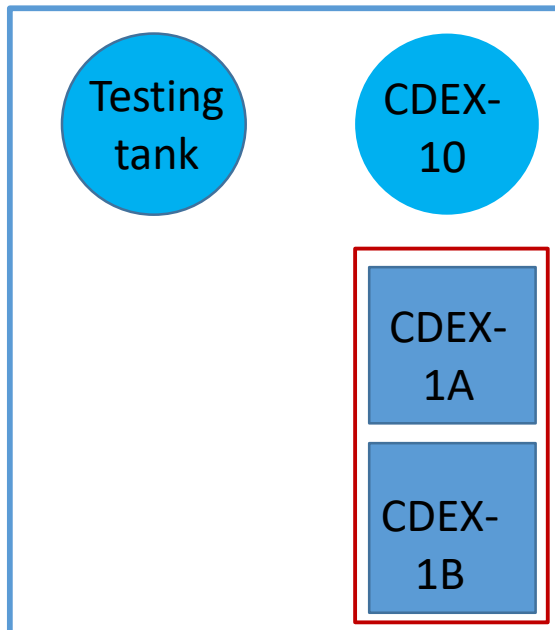 Testing
tank
CDEX-
10
CDEX-
1A
CDEX-
1B